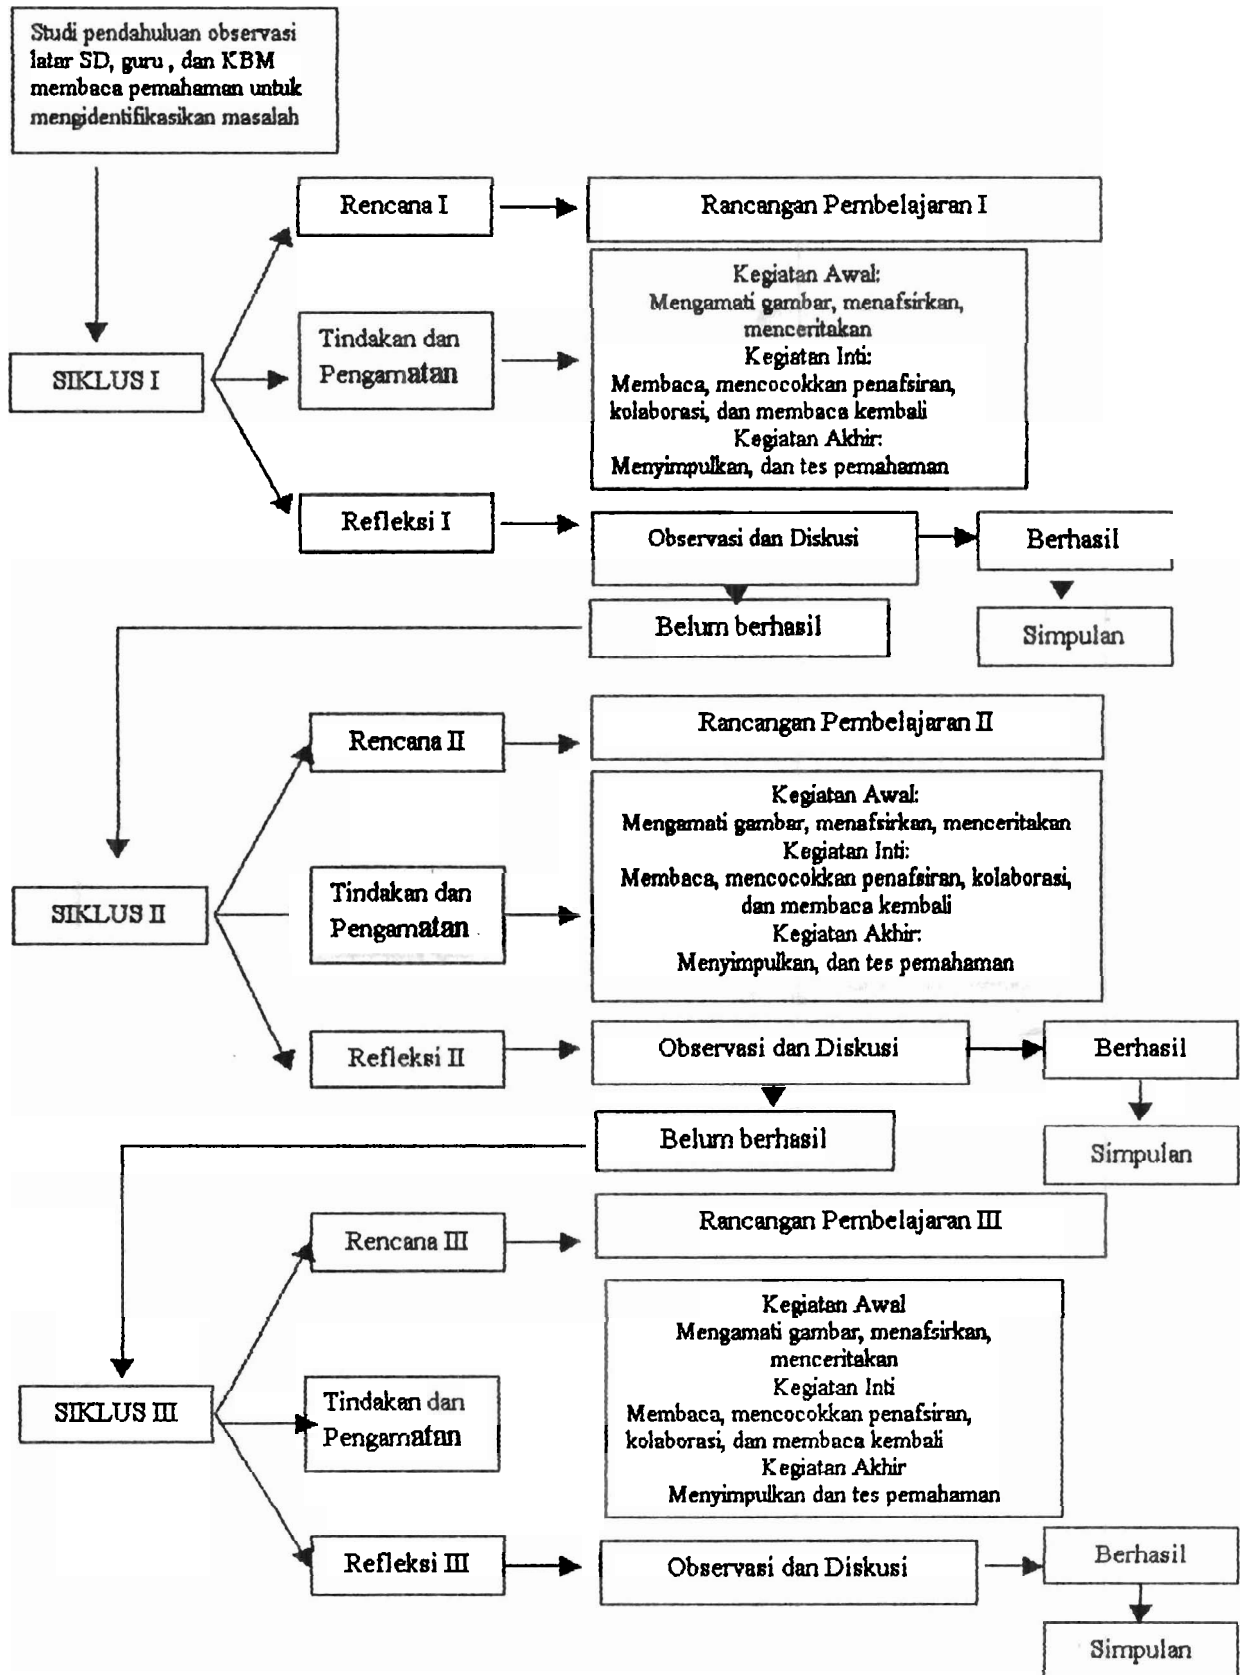 Studi pendahuluan observasi
latar SD, guru , dan KBM
membaca pemahaman untuk
mengidentifikasikan masalah
Rencana I
Rancangan Pembelajaran I
SIKLUS I
Tindakan dan
Pengamatan
Kegiatan Awal:
Mengamati gambar, menafsirkan,
menceritakan
Kegiatan Inti:
Membaca, mencocokkan penafsiran,
kolaborasi, dan membaca kembali
Kegiatan Akhir:
Menyimpulkan, dan tes pemahaman
Refleksi I
Observasi dan Diskusi
Berhasil
Belum berhasil
Simpulan
Rencana II
Rancangan Pembelajaran II
SIKLUS II
Tindakan dan
Pengamatan
Kegiatan Awal:
Mengamati gambar, menafsirkan, menceritakan
Kegiatan Inti:
Membaca, mencocokkan penafsiran, kolaborasi,
dan membaca kembali
Kegiatan Akhir:
Menyimpulkan, dan tes pemahaman
Refleksi II
Observasi dan Diskusi
Berhasil
Belum berhasil
Simpulan
Rencana III
Rancangan Pembelajaran III
SIKLUS III
Tindakan dan
Pengamatan
Kegiatan Awal
Mengamati gambar, menafsirkan,
menceritakan
Kegiatan Inti
Membaca, mencocokkan penafsiran,
kolaborasi, dan membaca kembali
Kegiatan Akhir
Menyimpulkan dan tes pemahaman
Refleksi III
Observasi dan Diskusi
Berhasil
Simpulan